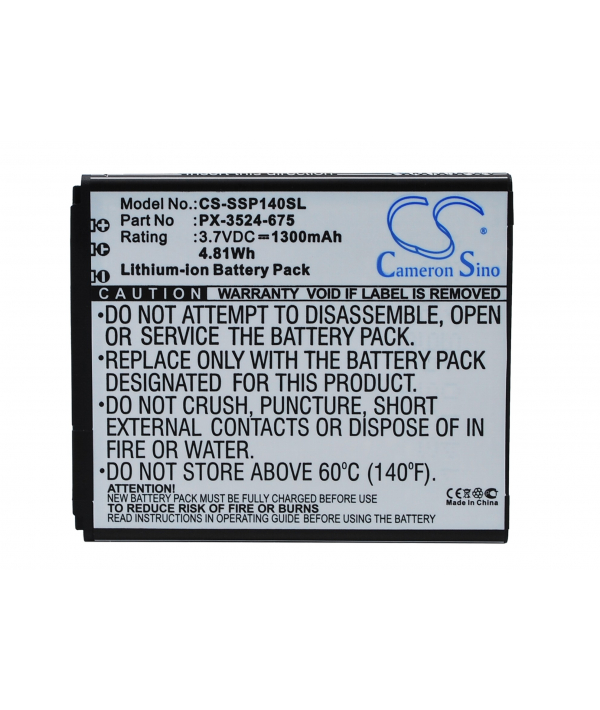 Model No.: CS-SSP140SL
Part No.: PX-3524-675
Rating: 3.7VDC 1300mAh
4.81Wh
Lithium-Ion Battery Pack
CS
Cameron Sino
CAUTION WARRANTY VOID IF LABEL IS REMOVED
•DO NOT ATTEMPT TO DISASSEMBLE, OPEN
OR SERVICE THE BATTERY PACK.
•REPLACE ONLY WITH THE BATTERY PACK
DESIGNATED FOR THIS PRODUCT.
•DO NOT CRUSH, PUNCTURE, SHORT
EXTERNAL CONTACTS OR DISPOSE OF
IN FIRE OR WATER.
•DO NOT STORE ABOVE 60°C (140°F).
ATTENTION!
NEW BATTERY PACK MUST BE FULLY CHARGED BEFORE USE
TO REDUCE RISK OF FIRE OR BURNS
READ INSTRUCTION BEFORE USING THE BATTERY
CE
Made In China